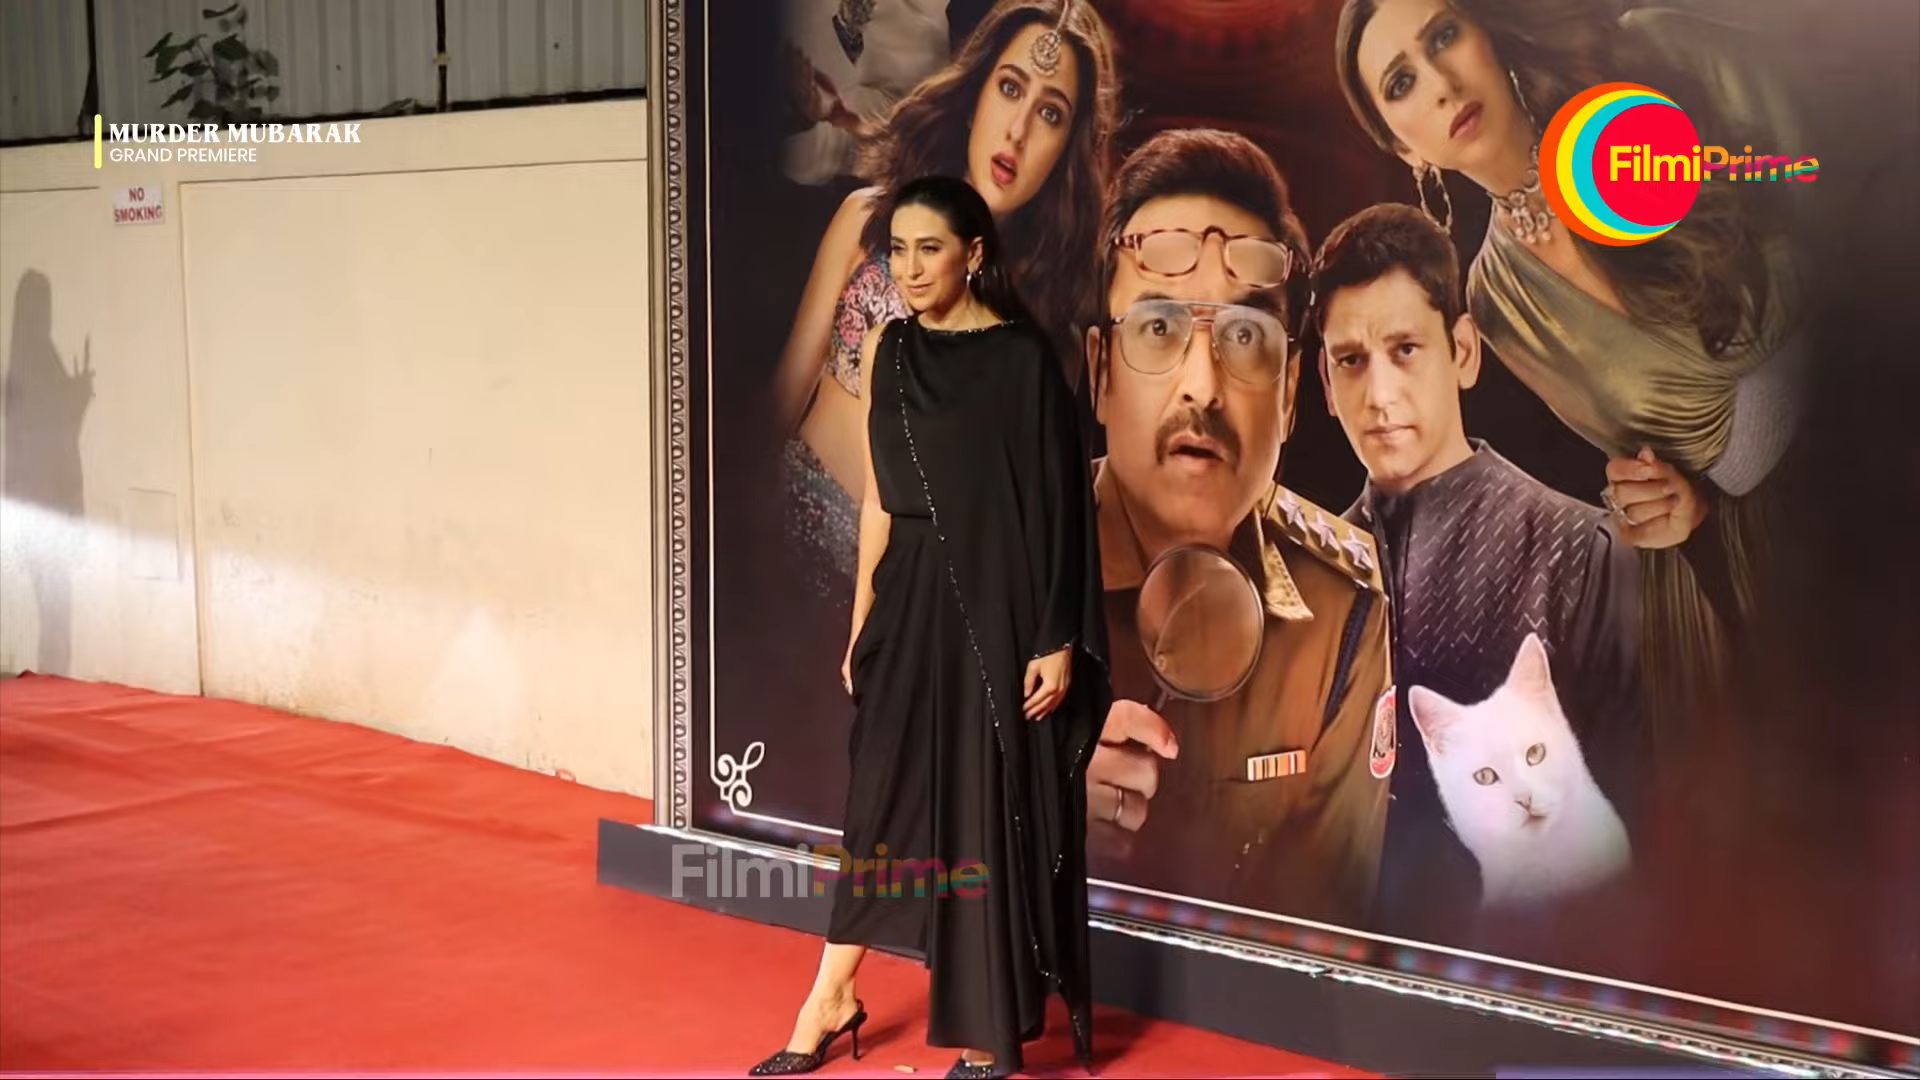 MURDER MUBARAK
GRAND PREMIERE
NO
SMOKING
FilmiPrime
FilmiPrime